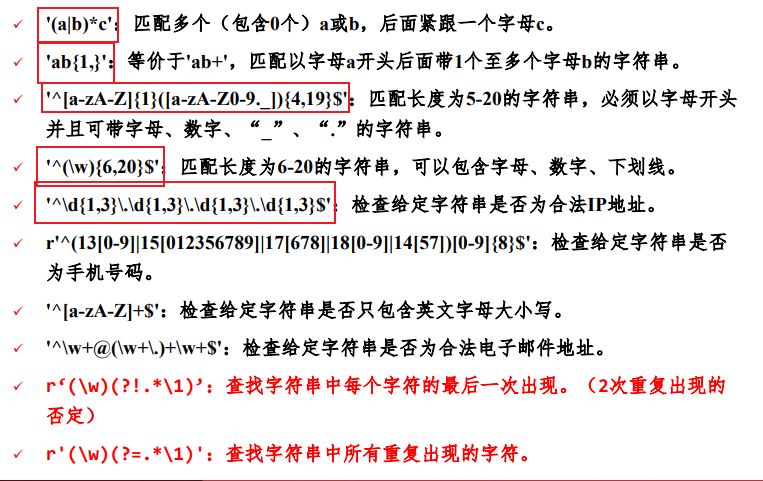 ✓ '(a|b)*c'：匹配多个（包含0个）a或b，后面紧跟一个字母c。
✓ 'ab{1,}'：等价于'ab+'，匹配以字母a开头后面带1个至多个字母b的字符串。
✓ '^[a-zA-Z]{1}([a-zA-Z0-9._]){4,19}$'：匹配长度为5-20的字符串，必须以字母开头
并且可带字母、数字、“_”、“.”的字符串。
✓ '^(\w){6,20}$'：匹配长度为6-20的字符串，可以包含字母、数字、下划线。
✓ '^\d{1,3}\.\d{1,3}\.\d{1,3}\.\d{1,3}$'：检查给定字符串是否为合法IP地址。
✓ r'^(13[0-9]|15[012356789]|17[678]|18[0-9]|14[57])[0-9]{8}$'：检查给定字符串是否
为手机号码。
✓ '^[a-zA-Z]+$'：检查给定字符串是否只包含英文字母大小写。
✓ '^\w+@(\w+\.)+\w+$'：检查给定字符串是否为合法电子邮件地址。
✓ r‘(\w)(?!.*\1)’：查找字符串中每个字符的最后一次出现。（2次重复出现的
否定）
✓ r'(\w)(?=.*\1)'：查找字符串中所有重复出现的字符。